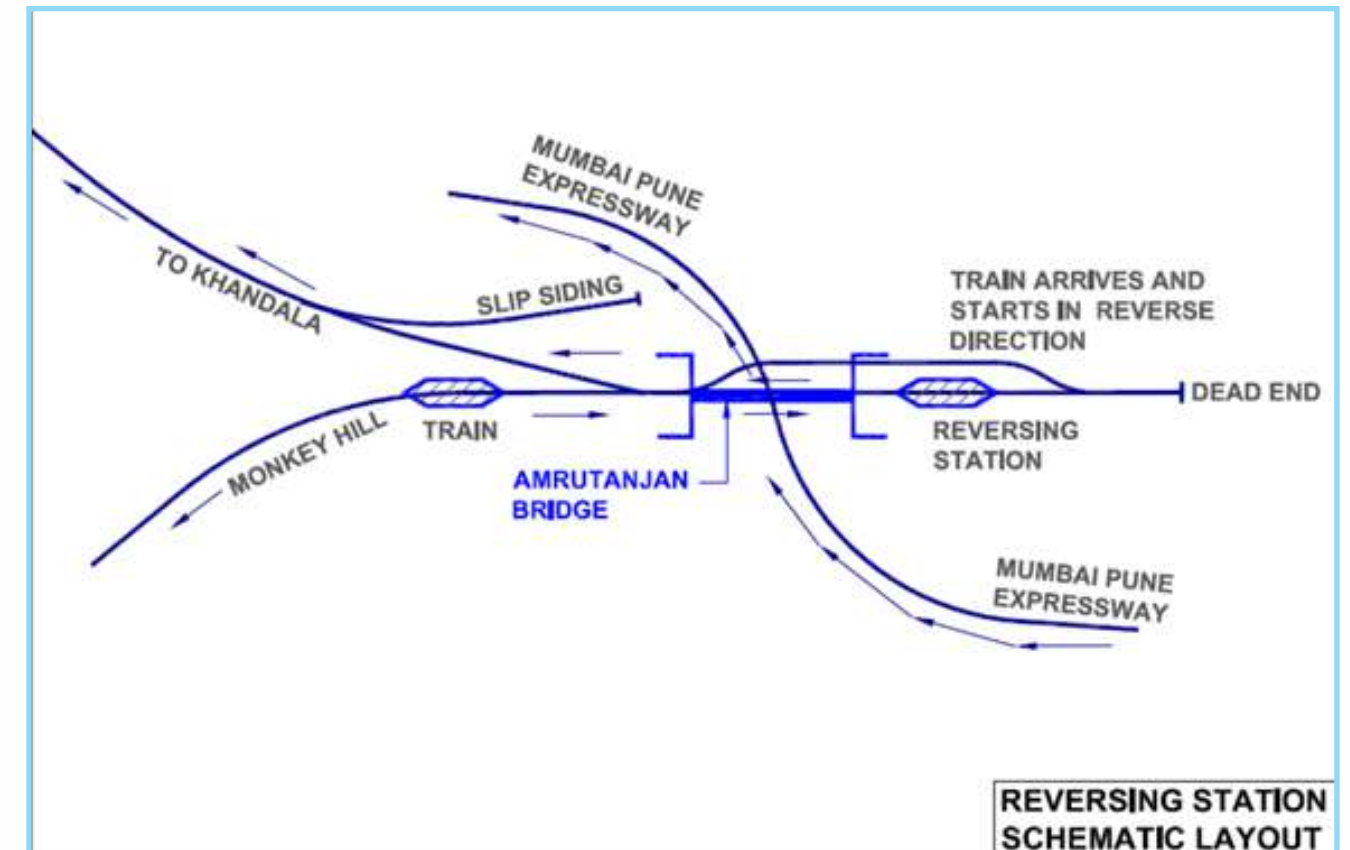 MUMBAI PUNE
EXPRESSWAY
TO KHANDALA
SLIP SIDING
TRAIN ARRIVES AND
STARTS IN REVERSE
DIRECTION
DEAD END
MONKEY HILL
TRAIN
REVERSING
STATION
AMRUTANJAN
BRIDGE
MUMBAI PUNE
EXPRESSWAY
REVERSING STATION
SCHEMATIC LAYOUT